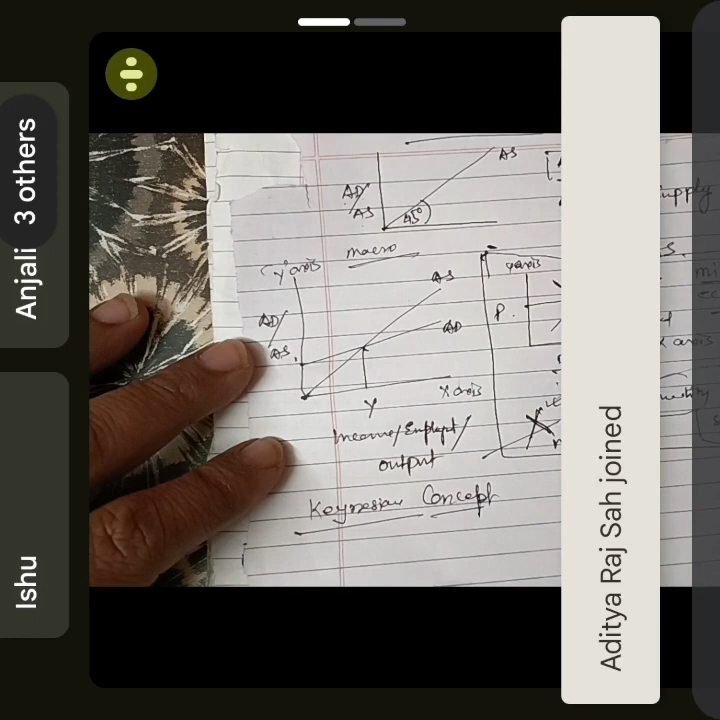 Anjali 3 others
Ishu
Aditya Raj Sah joined
AS
AD/
AS
45°
macro
y axis
AS
AD/
AS
AD
X axis
Y
Income/Emplyt/
output
Keynesian Concept
y axis
P.
upply
S.
axis